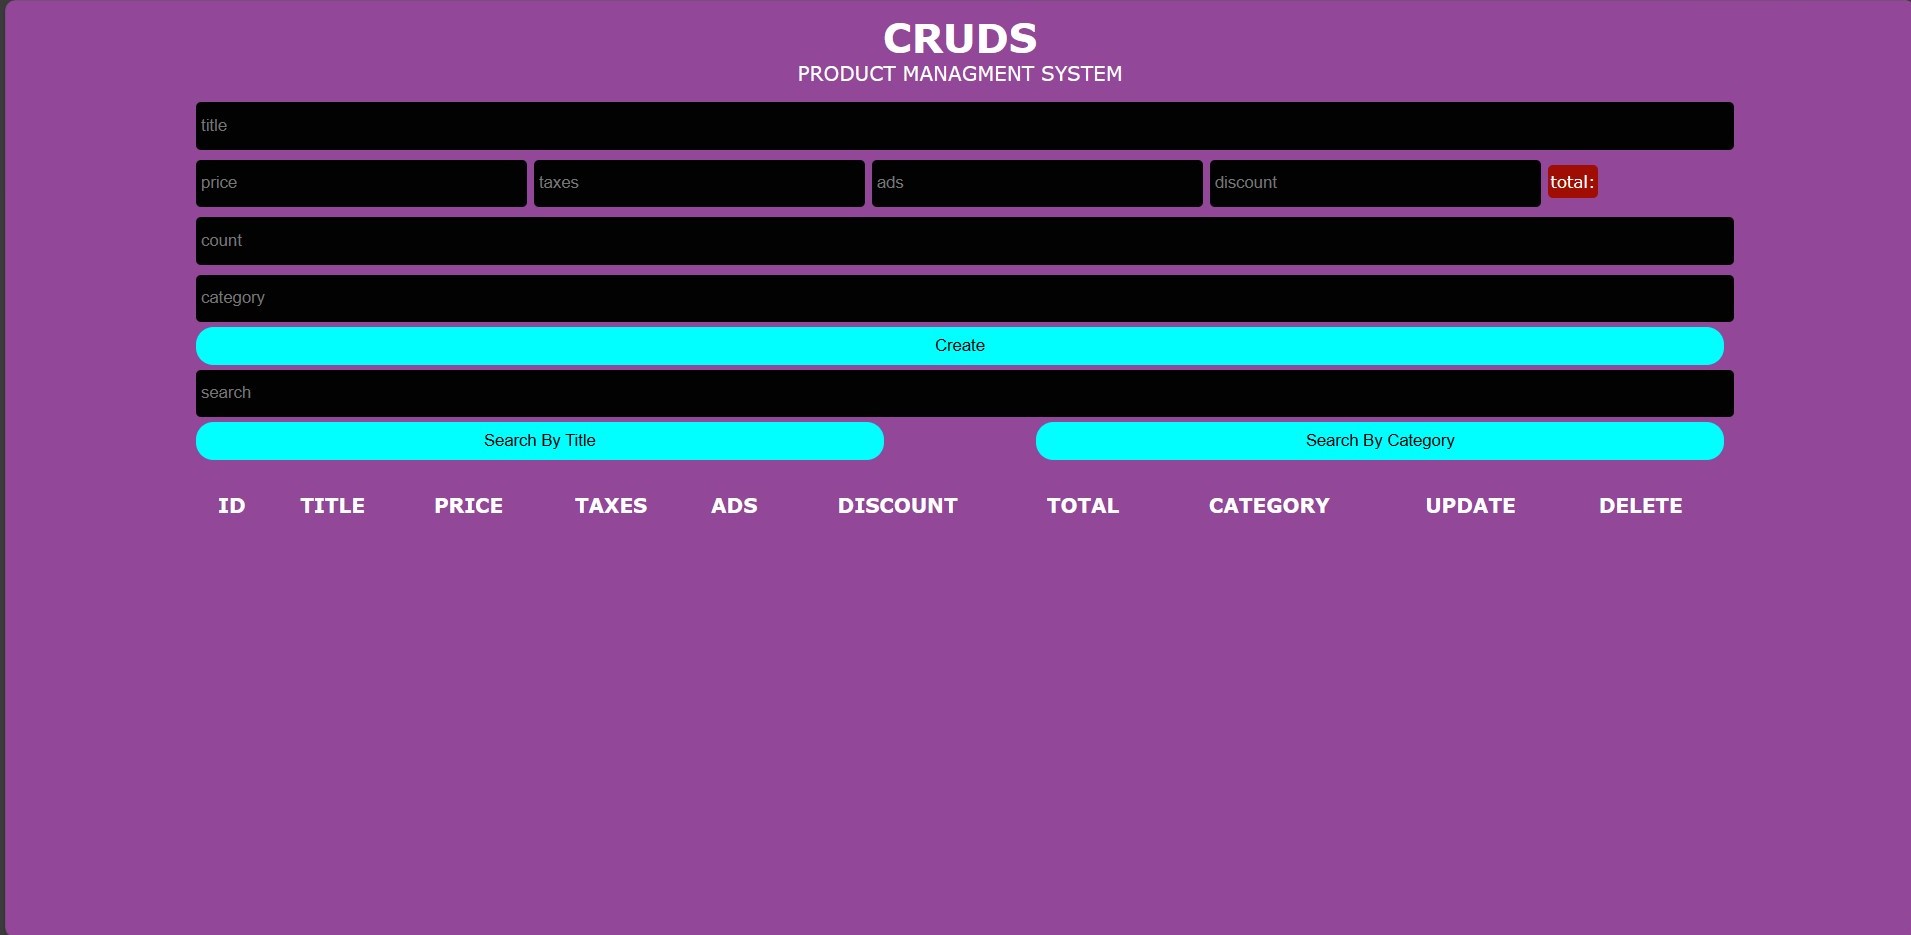 CRUDS
PRODUCT MANAGMENT SYSTEM
title
price taxes ads discount total:
count
category
Create
search
Search By Title Search By Category
ID TITLE PRICE TAXES ADS DISCOUNT TOTAL CATEGORY UPDATE DELETE